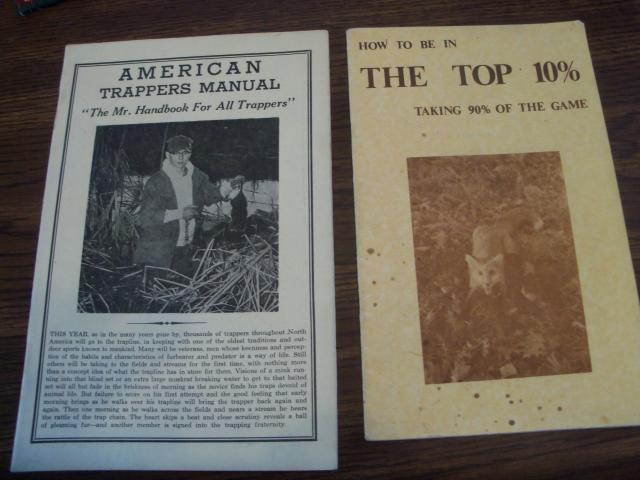 AMERICAN
TRAPPERS MANUAL
"The Mr. Handbook For All Trappers"
THIS YEAR, as in the many years gone by, thousands of trappers throughout North
America will go to the trapline, in keeping with one of the oldest traditions and out-
door sports known to mankind. Many will be veterans, men whose keenness and percep-
tion of the habits and characteristics of furbearer and predator is a way of life. Still
others will be taking to the fields and streams for the first time, with nothing more
than a concept idea of what the trapline has in store for them. Visions of a mink run-
ning into that blind set or an extra large muskrat breaking water to get to that baited
set will all but fade in the briskness of morning as the novice finds his traps devoid of
animal life. But failure to score on his first attempt and the good feeling that early
morning brings as he walks over his trapline will bring the trapper back again and
again. Then one morning as he walks across the fields and nears a stream he hears
the rattle of the trap chain. The heart skips a beat and close scrutiny reveals a ball
of gleaming fur—and another member is signed into the trapping fraternity.
HOW TO BE IN
THE TOP 10%
TAKING 90% OF THE GAME